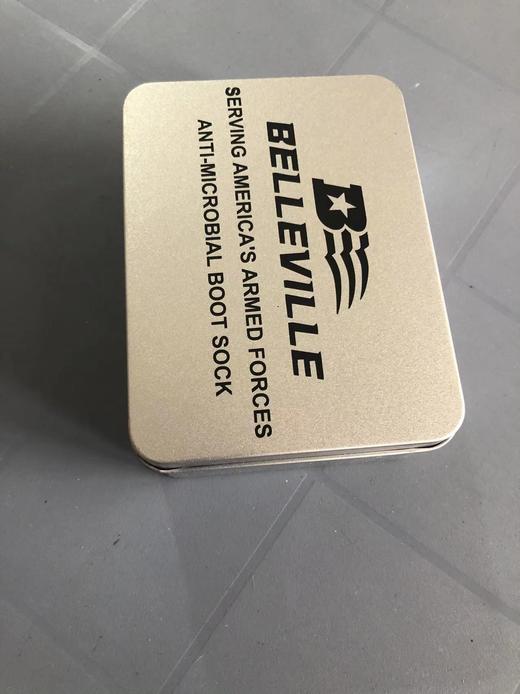 B
BELLEVILLE
SERVING AMERICA'S ARMED FORCES
ANTI-MICROBIAL BOOT SOCK